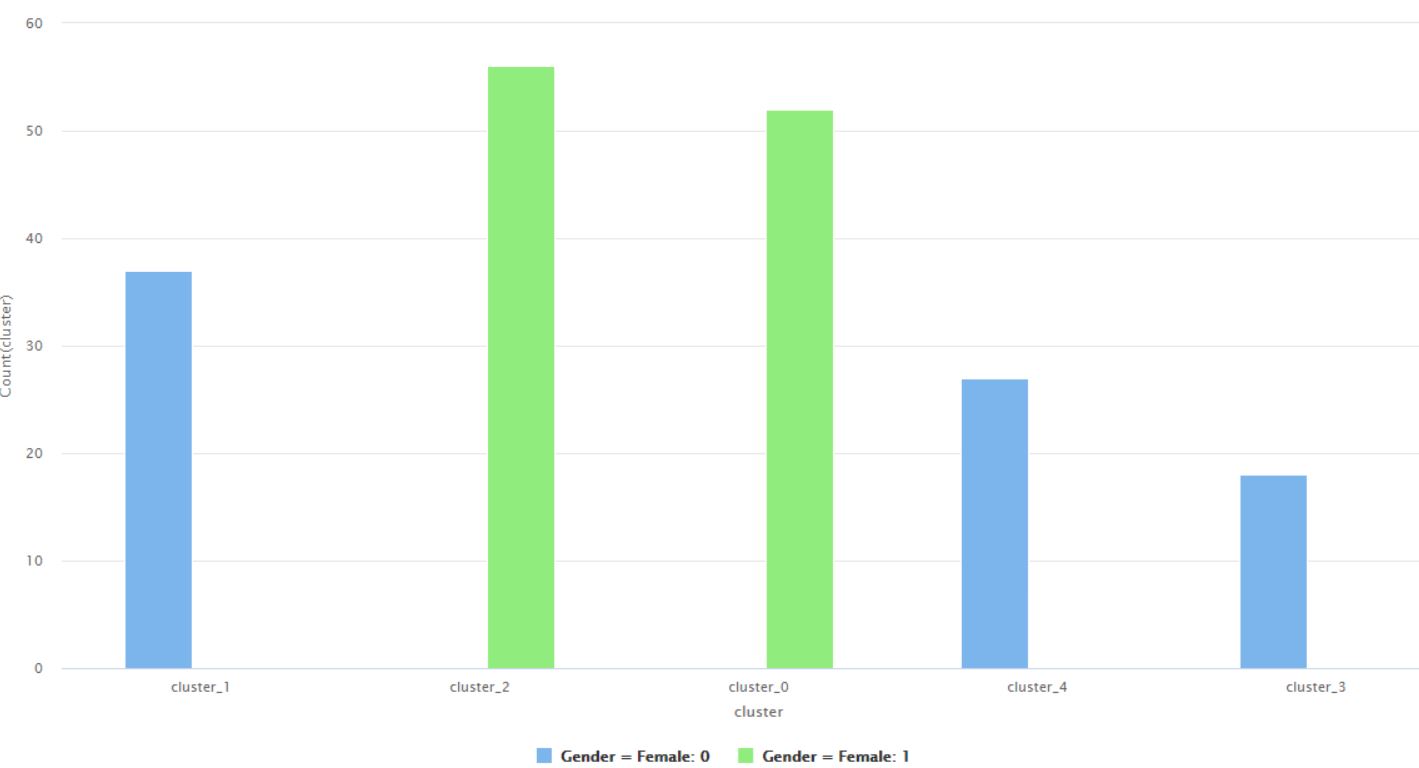 60
50
40
30
20
10
0
Count(cluster)
cluster_1
cluster_2
cluster_0
cluster_4
cluster_3
cluster
Gender = Female: 0
Gender = Female: 1